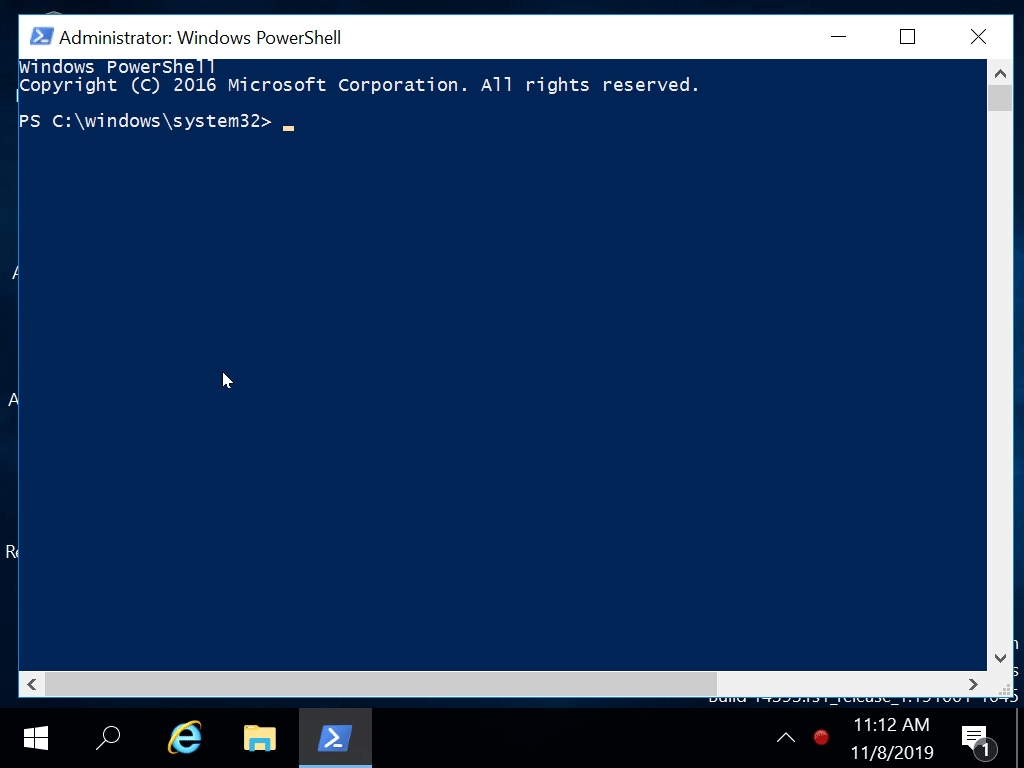 Administrator: Windows PowerShell
Windows PowerShell
Copyright (C) 2016 Microsoft Corporation. All rights reserved.
PS C:\windows\system32>
11:12 AM
11/8/2019
1